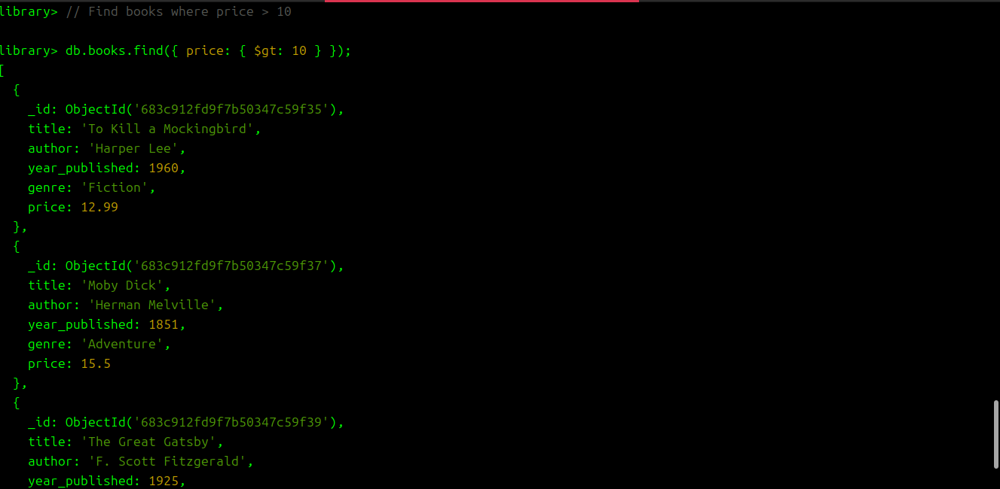 library> // Find books where price > 10
library> db.books.find({ price: { $gt: 10 } });
[
  {
    _id: ObjectId('683c912fd9f7b50347c59f35'),
    title: 'To Kill a Mockingbird',
    author: 'Harper Lee',
    year_published: 1960,
    genre: 'Fiction',
    price: 12.99
  },
  {
    _id: ObjectId('683c912fd9f7b50347c59f37'),
    title: 'Moby Dick',
    author: 'Herman Melville',
    year_published: 1851,
    genre: 'Adventure',
    price: 15.5
  },
  {
    _id: ObjectId('683c912fd9f7b50347c59f39'),
    title: 'The Great Gatsby',
    author: 'F. Scott Fitzgerald',
    year_published: 1925,